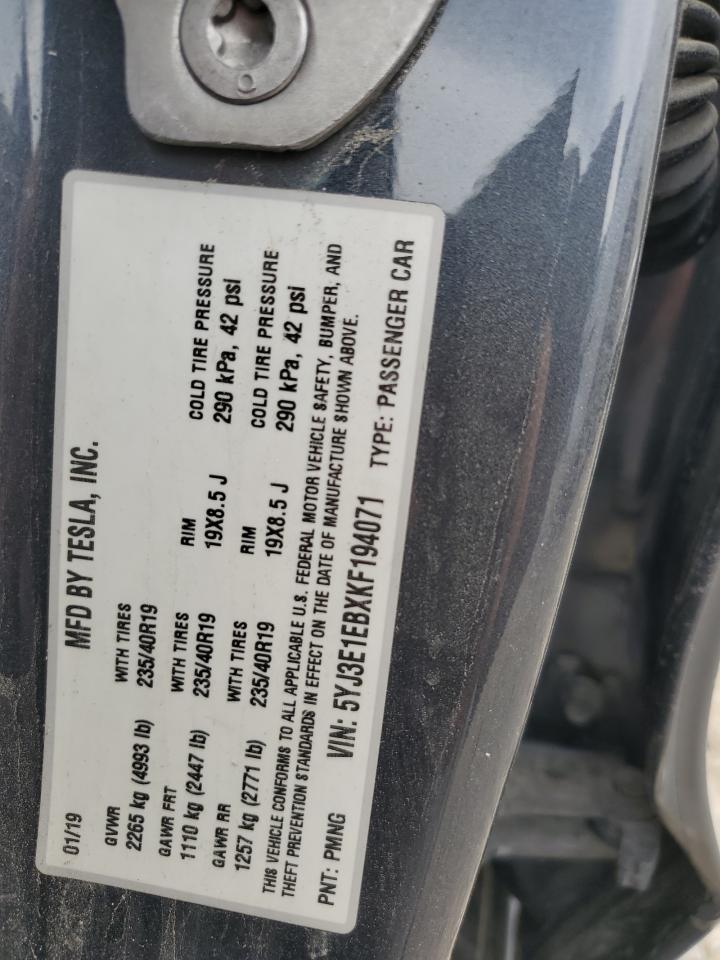 01/19 MFD BY TESLA, INC.
GVWR WITH TIRES RIM COLD TIRE PRESSURE
2265 kg (4993 lb) 235/40R19
GAWR FRT WITH TIRES RIM COLD TIRE PRESSURE
1110 kg (2447 lb) 235/40R19 19X8.5 J 290 kPa, 42 psi
GAWR RR WITH TIRES
1257 kg (2771 lb) 235/40R19 19X8.5 J 290 kPa, 42 psi
THIS VEHICLE CONFORMS TO ALL APPLICABLE U.S. FEDERAL MOTOR VEHICLE SAFETY, BUMPER, AND
THEFT PREVENTION STANDARDS IN EFFECT ON THE DATE OF MANUFACTURE SHOWN ABOVE.
PNT: PMNG VIN: 5YJ3E1EBXKF194071 TYPE: PASSENGER CAR